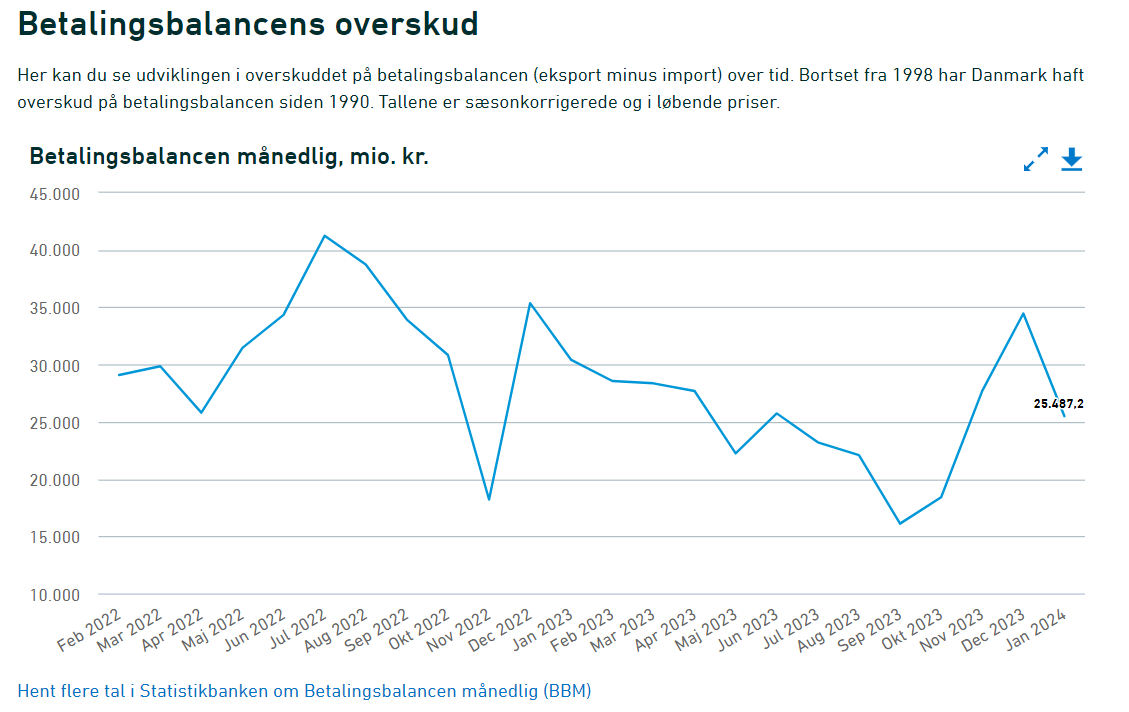 Betalingsbalancens overskud
Her kan du se udviklingen i overskuddet på betalingsbalancen (eksport minus import) over tid. Bortset fra 1998 har Danmark haft
overskud på betalingsbalancen siden 1990. Tallene er sæsonkorrigerede og i løbende priser.
Betalingsbalancen månedlig, mio. kr.
45.000
40.000
35.000
30.000
25.000
20.000
15.000
10.000
25.487,2
Feb 2022
Mar 2022
Apr 2022
Maj 2022
Jun 2022
Jul 2022
Aug 2022
Sep 2022
Okt 2022
Nov 2022
Dec 2022
Jan 2023
Feb 2023
Mar 2023
Apr 2023
Maj 2023
Jun 2023
Jul 2023
Aug 2023
Sep 2023
Okt 2023
Nov 2023
Dec 2023
Jan 2024
Hent flere tal i Statistikbanken om Betalingsbalancen månedlig (BBM)